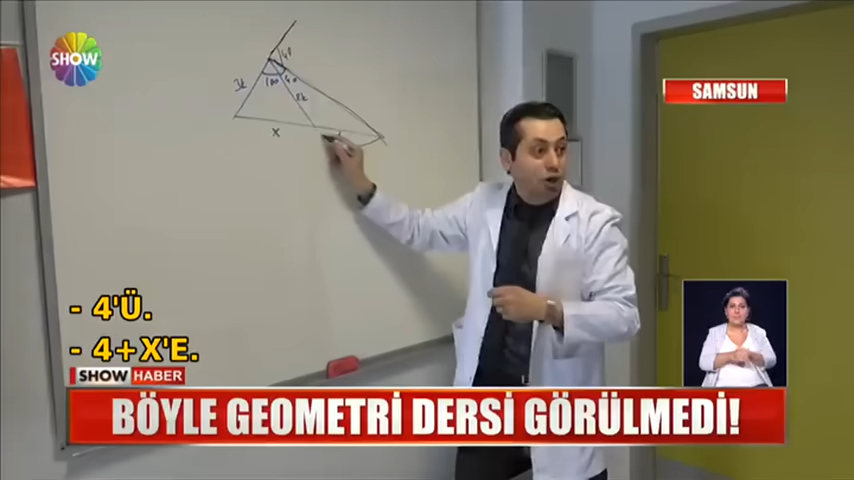 SHOW
SAMSUN
X
- 4'Ü.
- 4+X'E.
SHOW HABER
BÖYLE GEOMETRİ DERSİ GÖRÜLMEDİ!